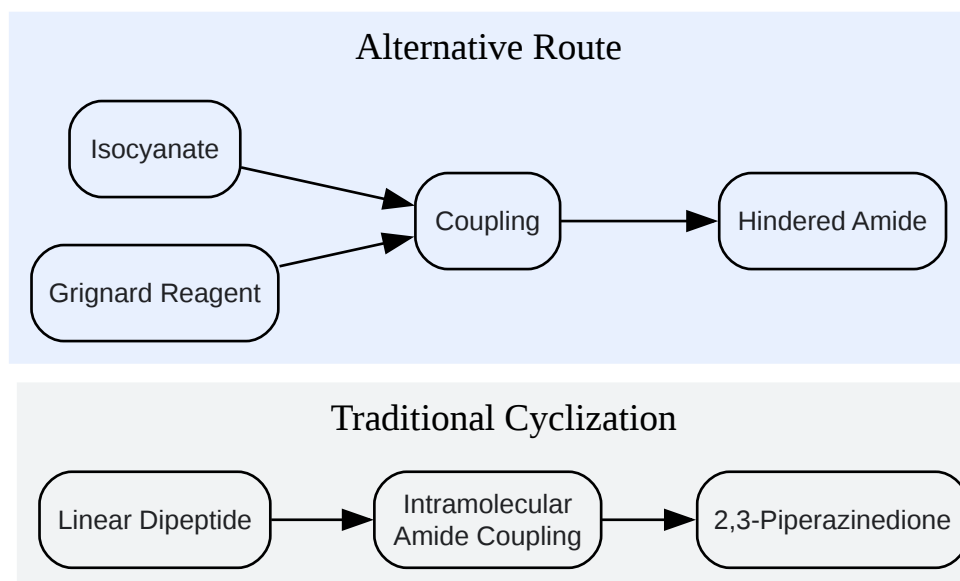 Alternative Route
Isocyanate
Coupling
Hindered Amide
Grignard Reagent
Traditional Cyclization
Linear Dipeptide
Intramolecular
Amide Coupling
2,3-Piperazinedione